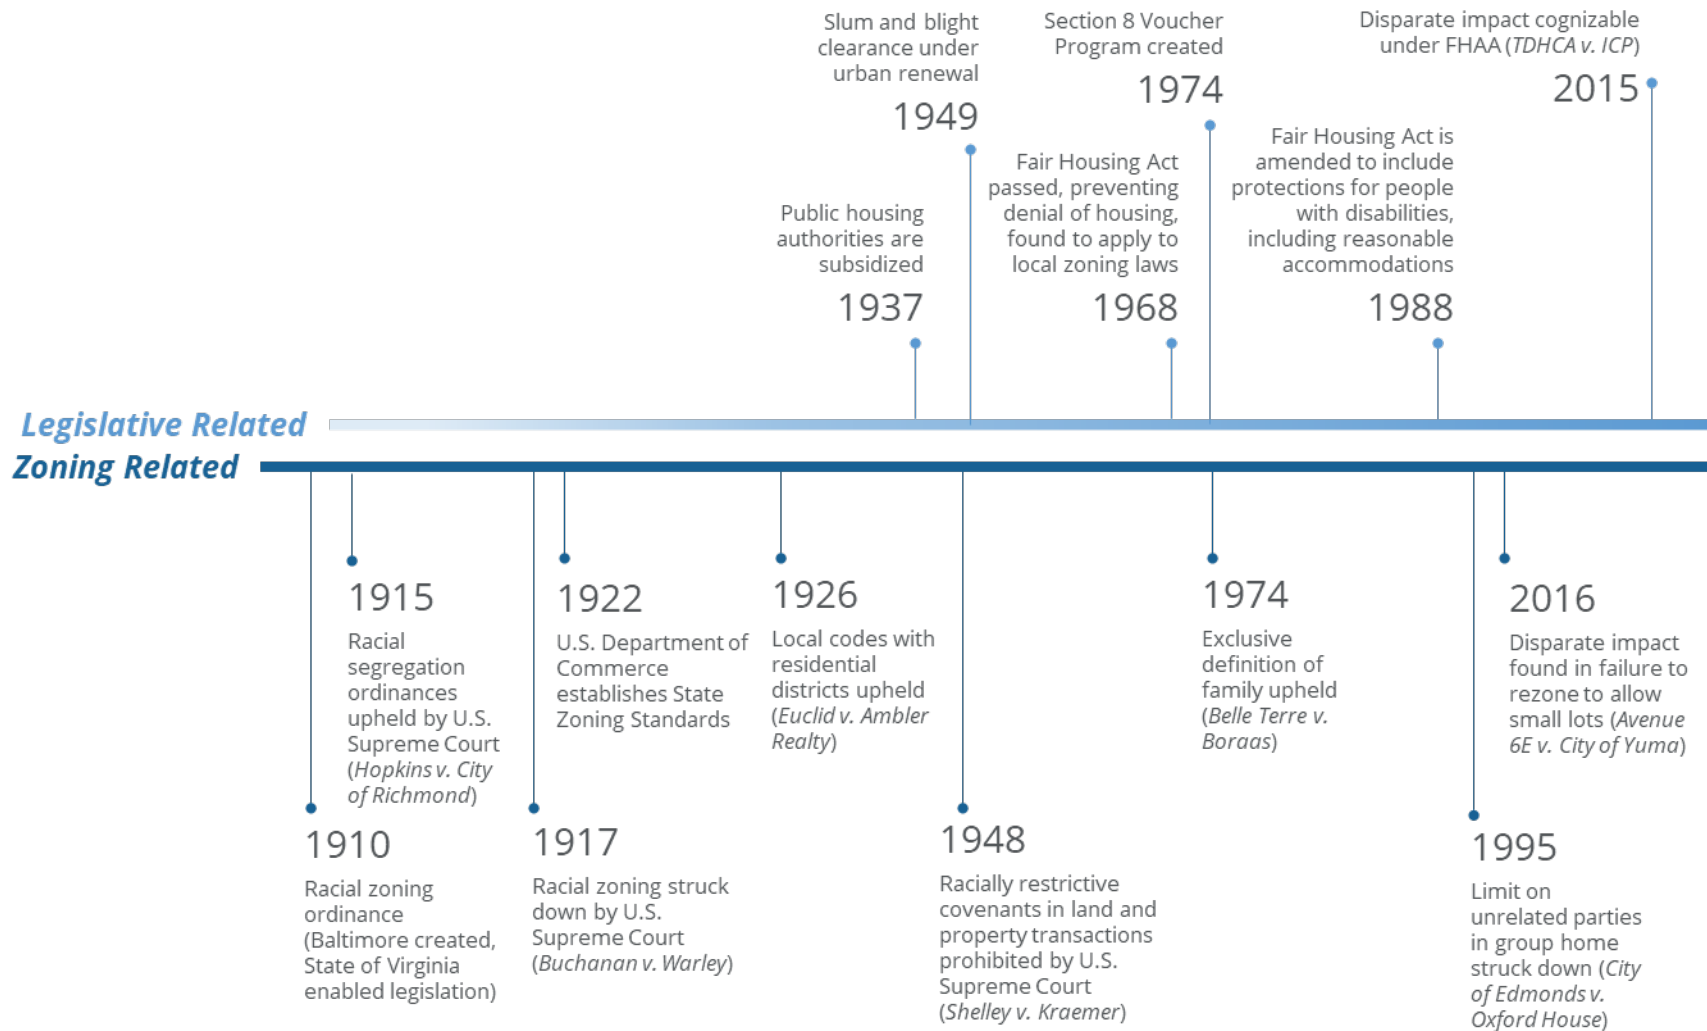 Slum and blight
clearance under
urban renewal
1949
Section 8 Voucher
Program created
1974
Disparate impact cognizable
under FHAA (TDHCA v. ICP)
2015
Public housing
authorities are
subsidized
1937
Fair Housing Act
passed, preventing
denial of housing,
found to apply to
local zoning laws
1968
Fair Housing Act is
amended to include
protections for people
with disabilities,
including reasonable
accommodations
1988
Legislative Related
Zoning Related
1915
Racial
segregation
ordinances
upheld by U.S.
Supreme Court
(Hopkins v. City
of Richmond)
1922
U.S. Department of
Commerce
establishes State
Zoning Standards
1926
Local codes with
residential
districts upheld
(Euclid v. Ambler
Realty)
1974
Exclusive
definition of
family upheld
(Belle Terre v.
Boraas)
2016
Disparate impact
found in failure to
rezone to allow
small lots (Avenue
6E v. City of Yuma)
1910
Racial zoning
ordinance
(Baltimore created,
State of Virginia
enabled legislation)
1917
Racial zoning struck
down by U.S.
Supreme Court
(Buchanan v. Warley)
1948
Racially restrictive
covenants in land and
property transactions
prohibited by U.S.
Supreme Court
(Shelley v. Kraemer)
1995
Limit on
unrelated parties
in group home
struck down (City
of Edmonds v.
Oxford House)